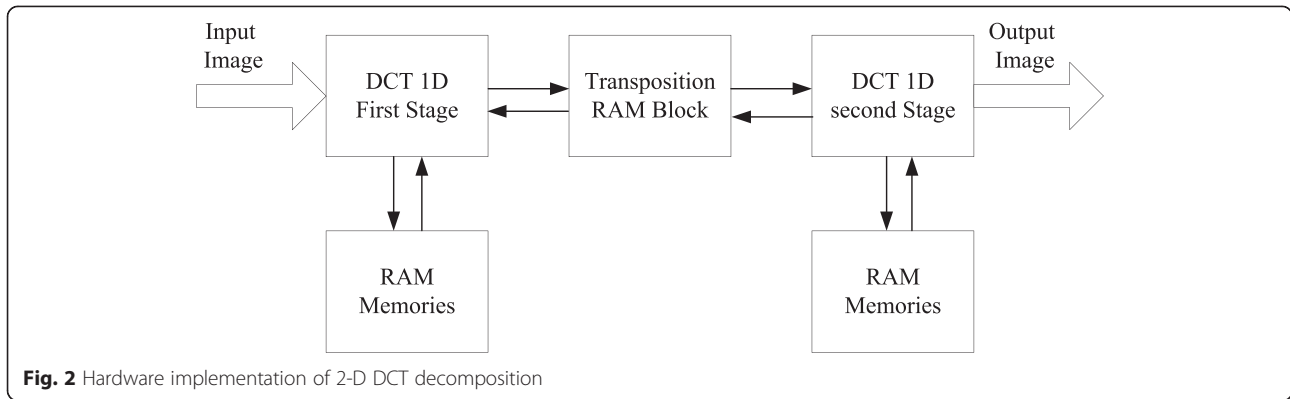 Input
Image
DCT 1D
First Stage
Transposition
RAM Block
DCT 1D
second Stage
Output
Image
RAM
Memories
RAM
Memories
Fig. 2 Hardware implementation of 2-D DCT decomposition